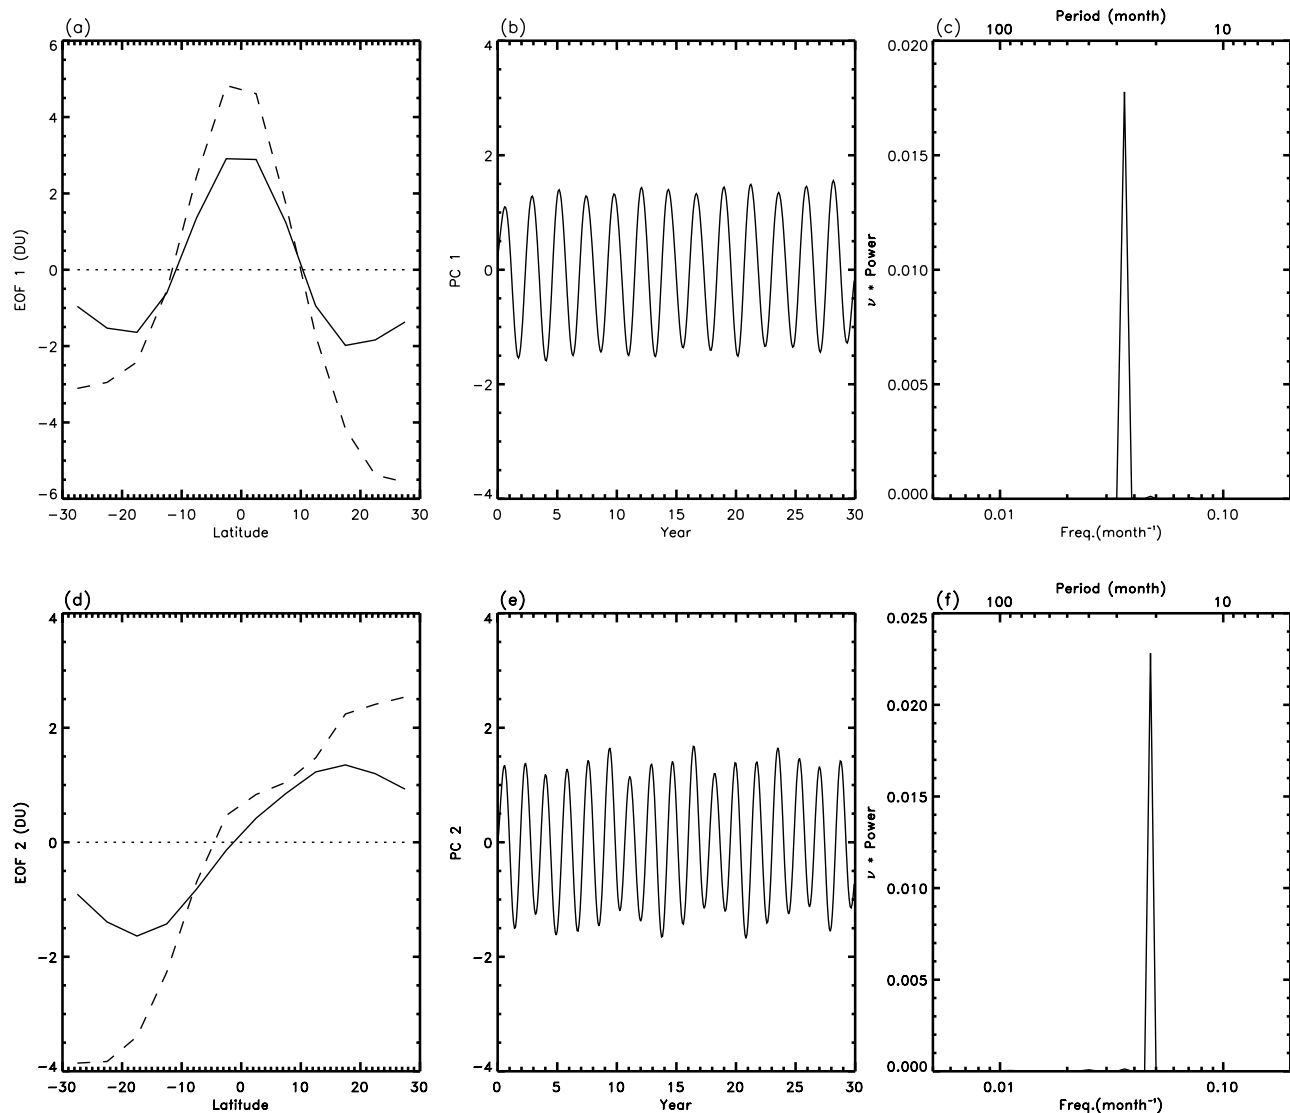 (a)
6
4
2
0
−2
−4
−6
EOF 1 (DU)
−30 −20 −10 0 10 20 30
Latitude
(b)
4
2
0
−2
−4
PC 1
0 5 10 15 20 25 30
Year
Period (month)
(c) 100 10
0.020
0.015
0.010
0.005
0.000
ν * Power
0.01 0.10
Freq.(month⁻¹)
(d)
4
2
0
−2
−4
EOF 2 (DU)
−30 −20 −10 0 10 20 30
Latitude
(e)
4
2
0
−2
−4
PC 2
0 5 10 15 20 25 30
Year
Period (month)
(f) 100 10
0.025
0.020
0.015
0.010
0.005
0.000
ν * Power
0.01 0.10
Freq.(month⁻¹)